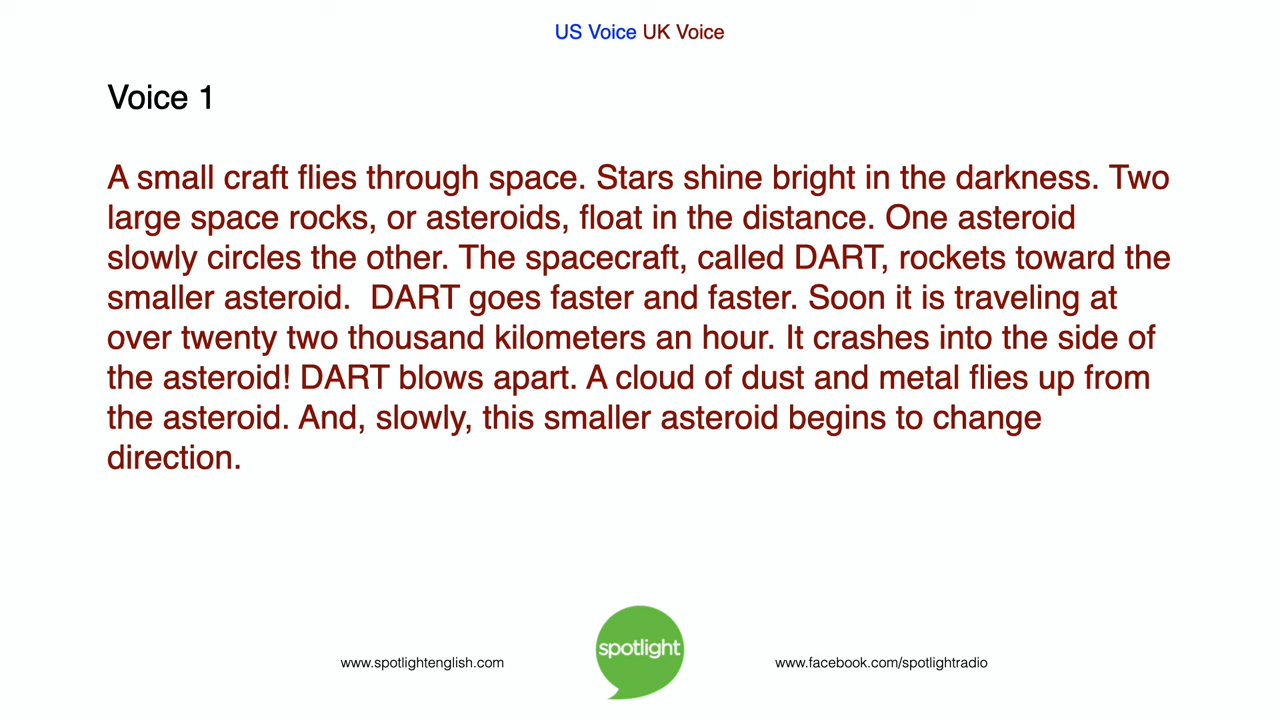 US Voice UK Voice
Voice 1
A small craft flies through space. Stars shine bright in the darkness. Two
large space rocks, or asteroids, float in the distance. One asteroid
slowly circles the other. The spacecraft, called DART, rockets toward the
smaller asteroid.  DART goes faster and faster. Soon it is traveling at
over twenty two thousand kilometers an hour. It crashes into the side of
the asteroid! DART blows apart. A cloud of dust and metal flies up from
the asteroid. And, slowly, this smaller asteroid begins to change
direction.
www.spotlightenglish.com
spotlight
www.facebook.com/spotlightradio